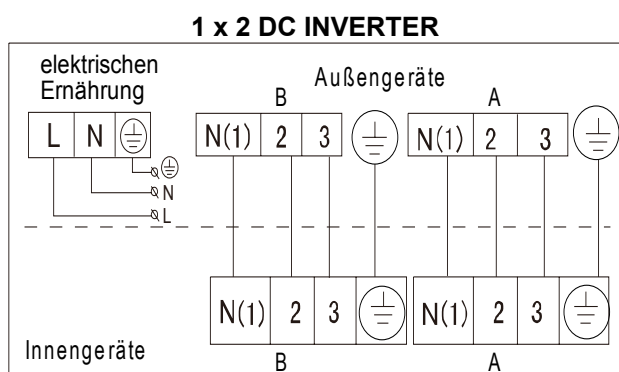 1 x 2 DC INVERTER
elektrischen
Ernährung
Außengeräte
B
A
L N
N(1) 2 3
N(1) 2 3
N
L
N(1) 2 3
N(1) 2 3
Innengeräte
B
A